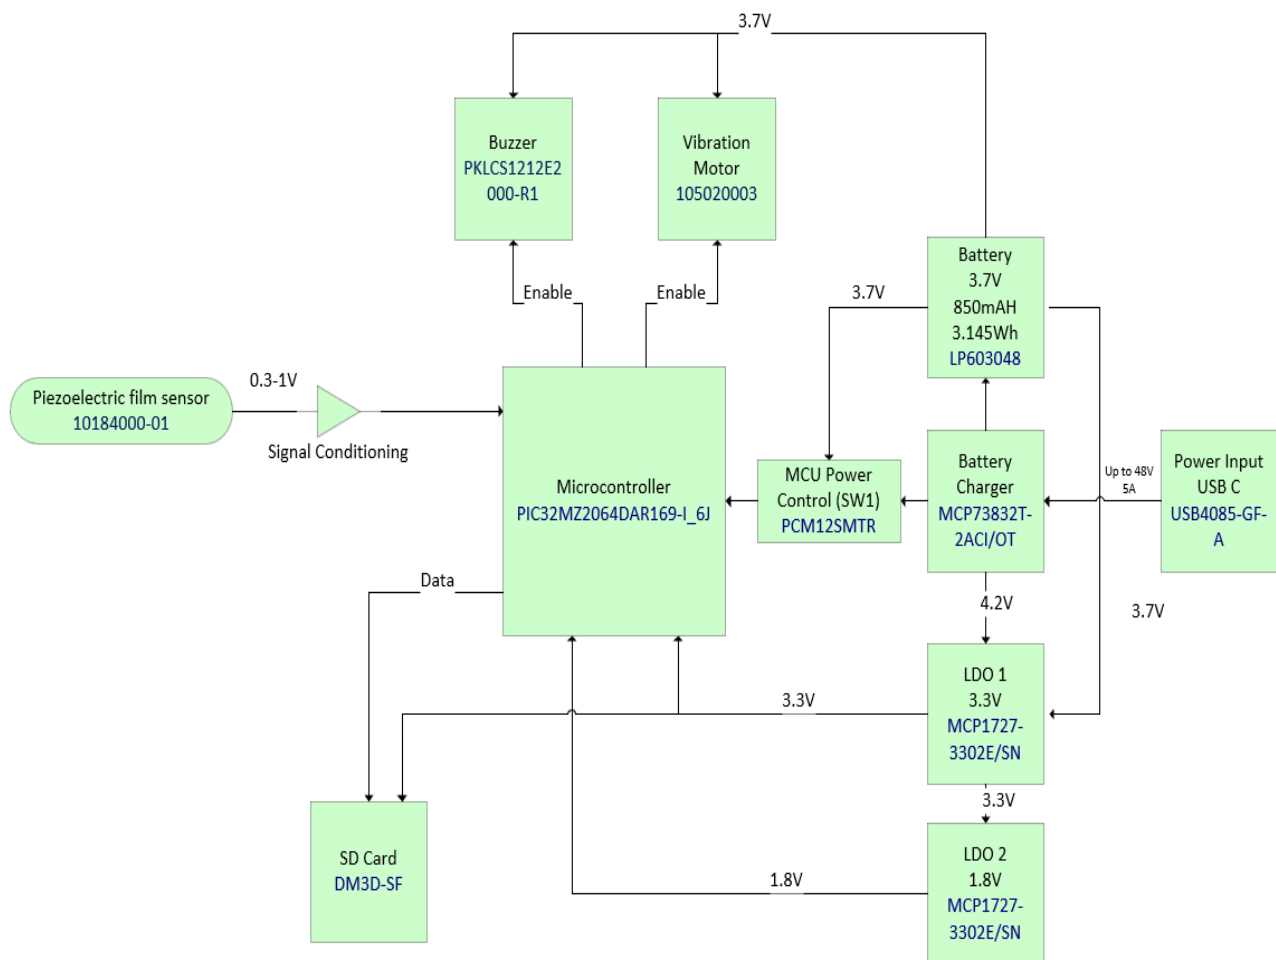 3.7V
Buzzer
PKLCS1212E2
000-R1
Vibration
Motor
105020003
Battery
3.7V
850mAH
3.145Wh
LP603048
Enable
Enable
3.7V
0.3-1V
Piezoelectric film sensor
10184000-01
Signal Conditioning
Microcontroller
PIC32MZ2064DAR169-I_6J
MCU Power
Control (SW1)
PCM12SMTR
Battery
Charger
MCP73832T-
2ACI/OT
Up to 48V
5A
Power Input
USB C
USB4085-GF-
A
Data
4.2V
3.7V
LDO 1
3.3V
MCP1727-
3302E/SN
3.3V
3.3V
SD Card
DM3D-SF
1.8V
LDO 2
1.8V
MCP1727-
3302E/SN